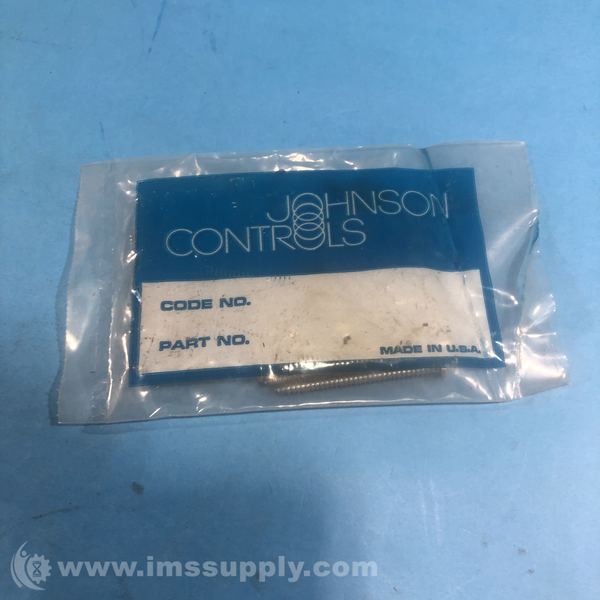 JOHNSON
CONTROLS
CODE NO.
PART NO.
MADE IN U.S.A.
www.imssupply.com